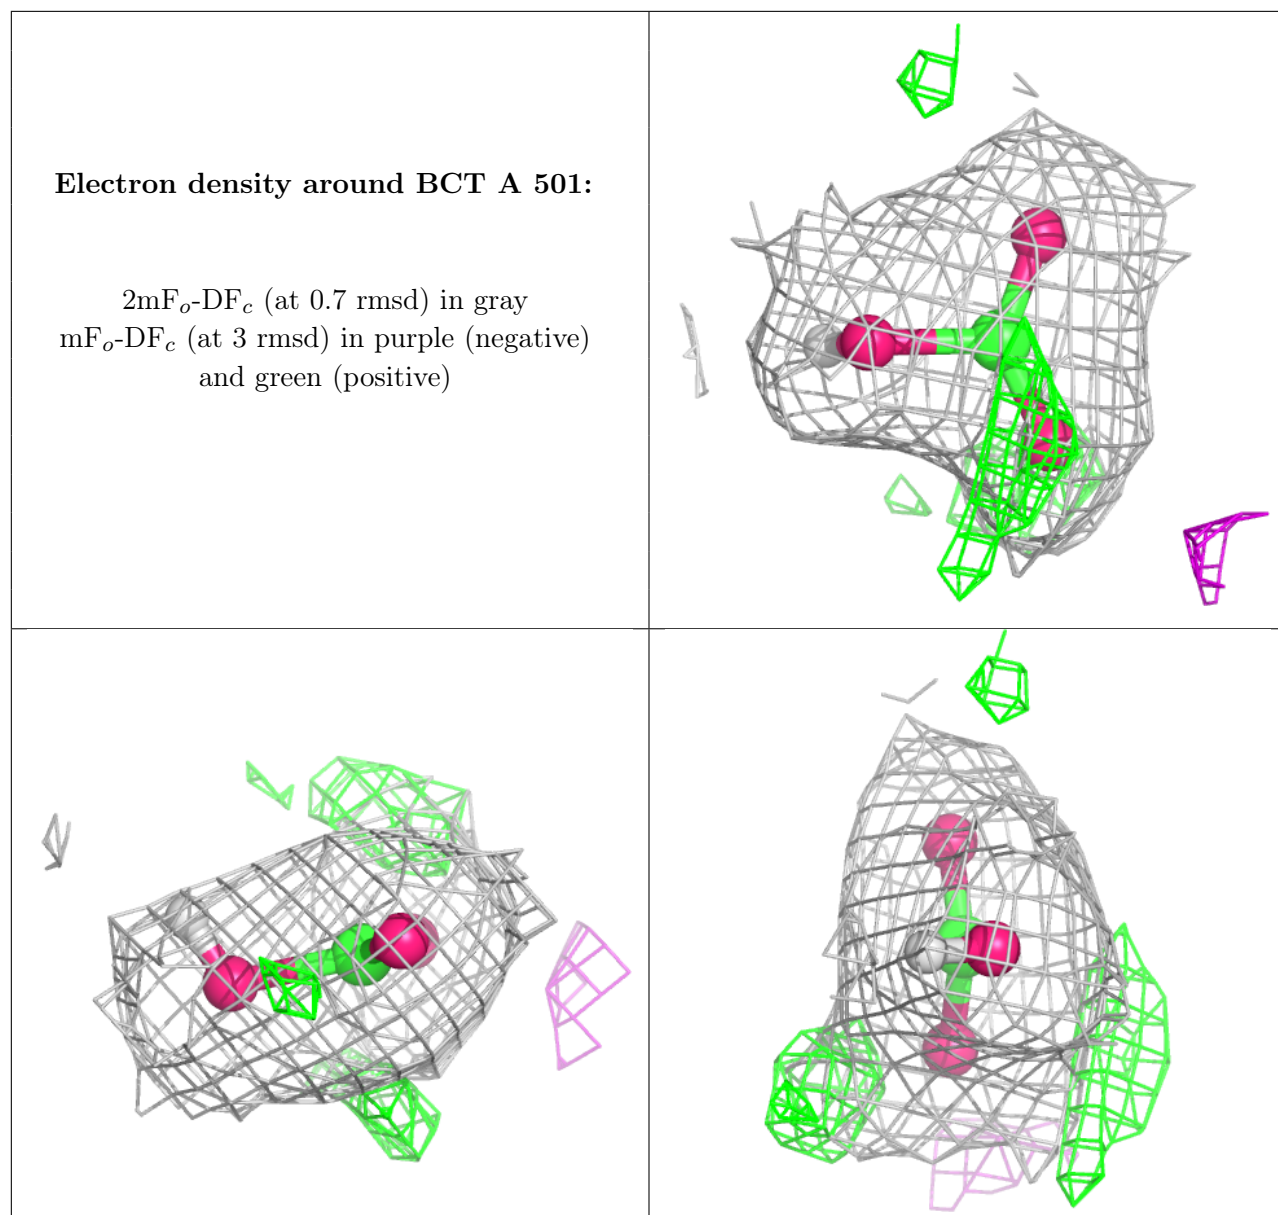 Electron density around BCT A 501:
2mF$_o$-DF$_c$ (at 0.7 rmsd) in gray
mF$_o$-DF$_c$ (at 3 rmsd) in purple (negative)
and green (positive)